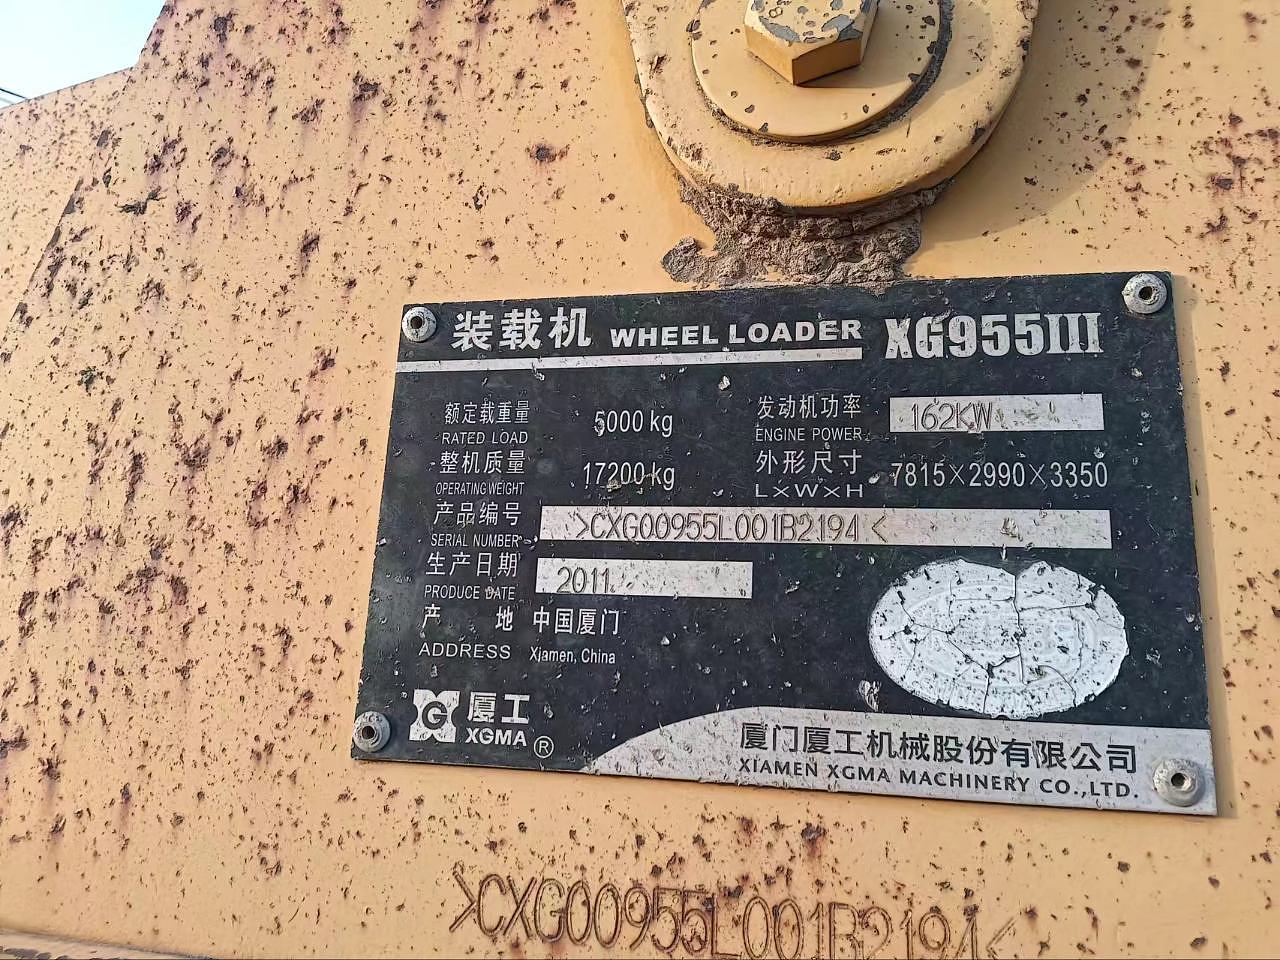 装载机 WHEEL LOADER XG955III
额定载重量 5000 kg 发动机功率 162KW
RATED LOAD ENGINE POWER
整机质量 17200 kg 外形尺寸 7815×2990×3350
OPERATING WEIGHT L×W×H
产品编号 >CXG00955L001B2194<
SERIAL NUMBER
生产日期 2011.
PRODUCE DATE
产 地 中国厦门
ADDRESS Xiamen, China
厦工
XGMA ®
厦门厦工机械股份有限公司
XIAMEN XGMA MACHINERY CO.,LTD.
>CXG00955L001B2194<